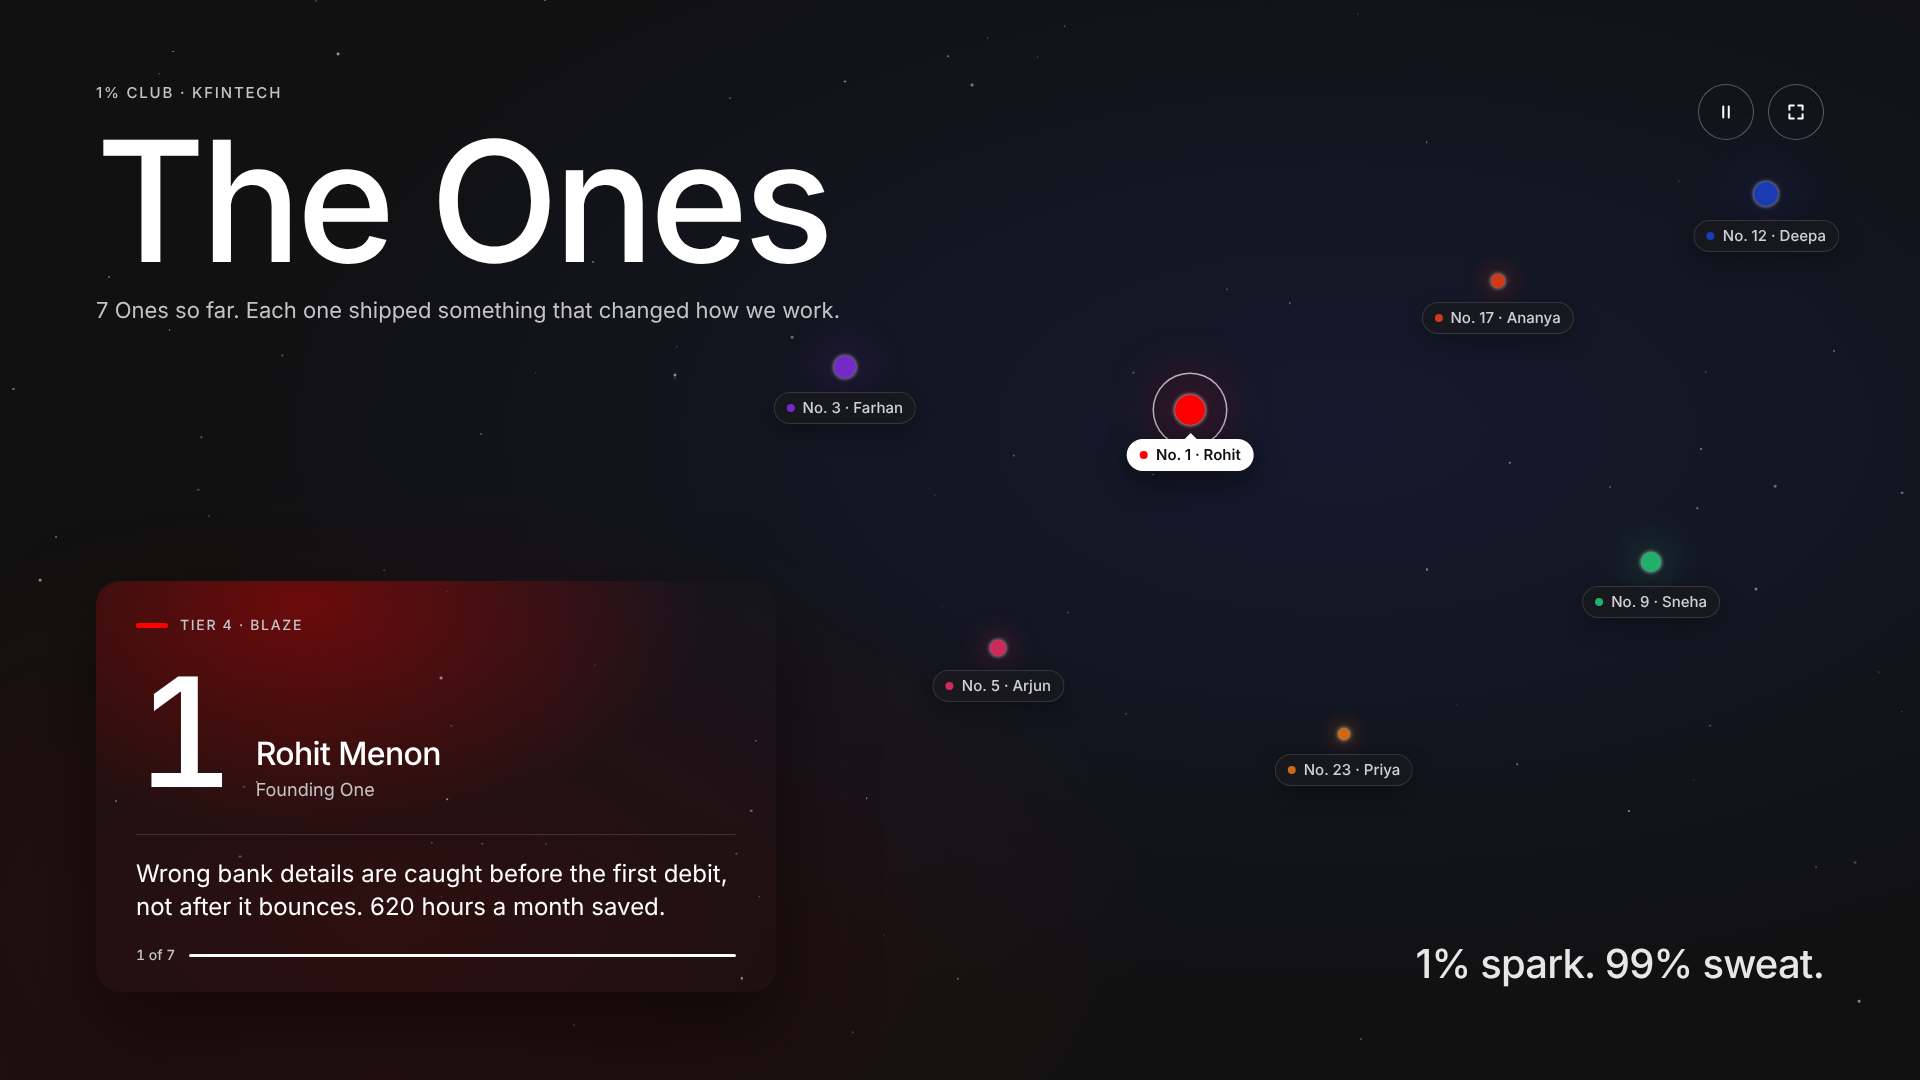 1% CLUB · KFINTECH
The Ones
7 Ones so far. Each one shipped something that changed how we work.
No. 12 · Deepa
No. 17 · Ananya
No. 3 · Farhan
No. 1 · Rohit
No. 9 · Sneha
No. 5 · Arjun
No. 23 · Priya
TIER 4 · BLAZE
1
Rohit Menon
Founding One
Wrong bank details are caught before the first debit,
not after it bounces. 620 hours a month saved.
1 of 7
1% spark. 99% sweat.